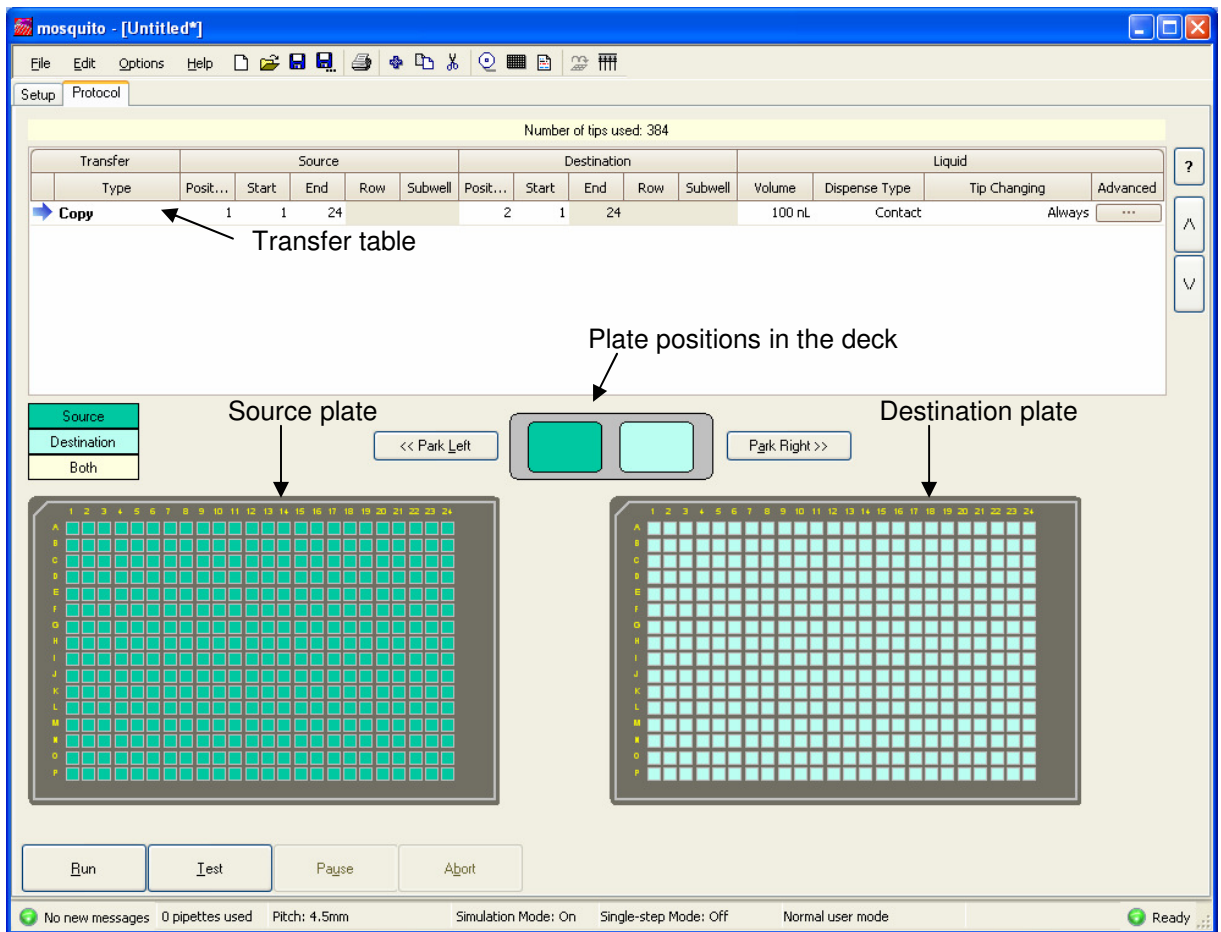 mosquito - [Untitled*]
File Edit Options Help
Setup Protocol
Number of tips used: 384
Transfer Source Destination Liquid
Type Posit... Start End Row Subwell Posit... Start End Row Subwell Volume Dispense Type Tip Changing Advanced
Copy 1 1 24 2 1 24 100 nL Contact Always ...
?
/\
\/
Transfer table
Plate positions in the deck
Source
Destination
Both
Source plate
Destination plate
<< Park Left
Park Right >>
1 2 3 4 5 6 7 8 9 10 11 12 13 14 15 16 17 18 19 20 21 22 23 24
A
B
C
D
E
F
G
H
I
J
K
L
M
N
O
P
1 2 3 4 5 6 7 8 9 10 11 12 13 14 15 16 17 18 19 20 21 22 23 24
A
B
C
D
E
F
G
H
I
J
K
L
M
N
O
P
Run Test Pause Abort
No new messages 0 pipettes used Pitch: 4.5mm Simulation Mode: On Single-step Mode: Off Normal user mode Ready